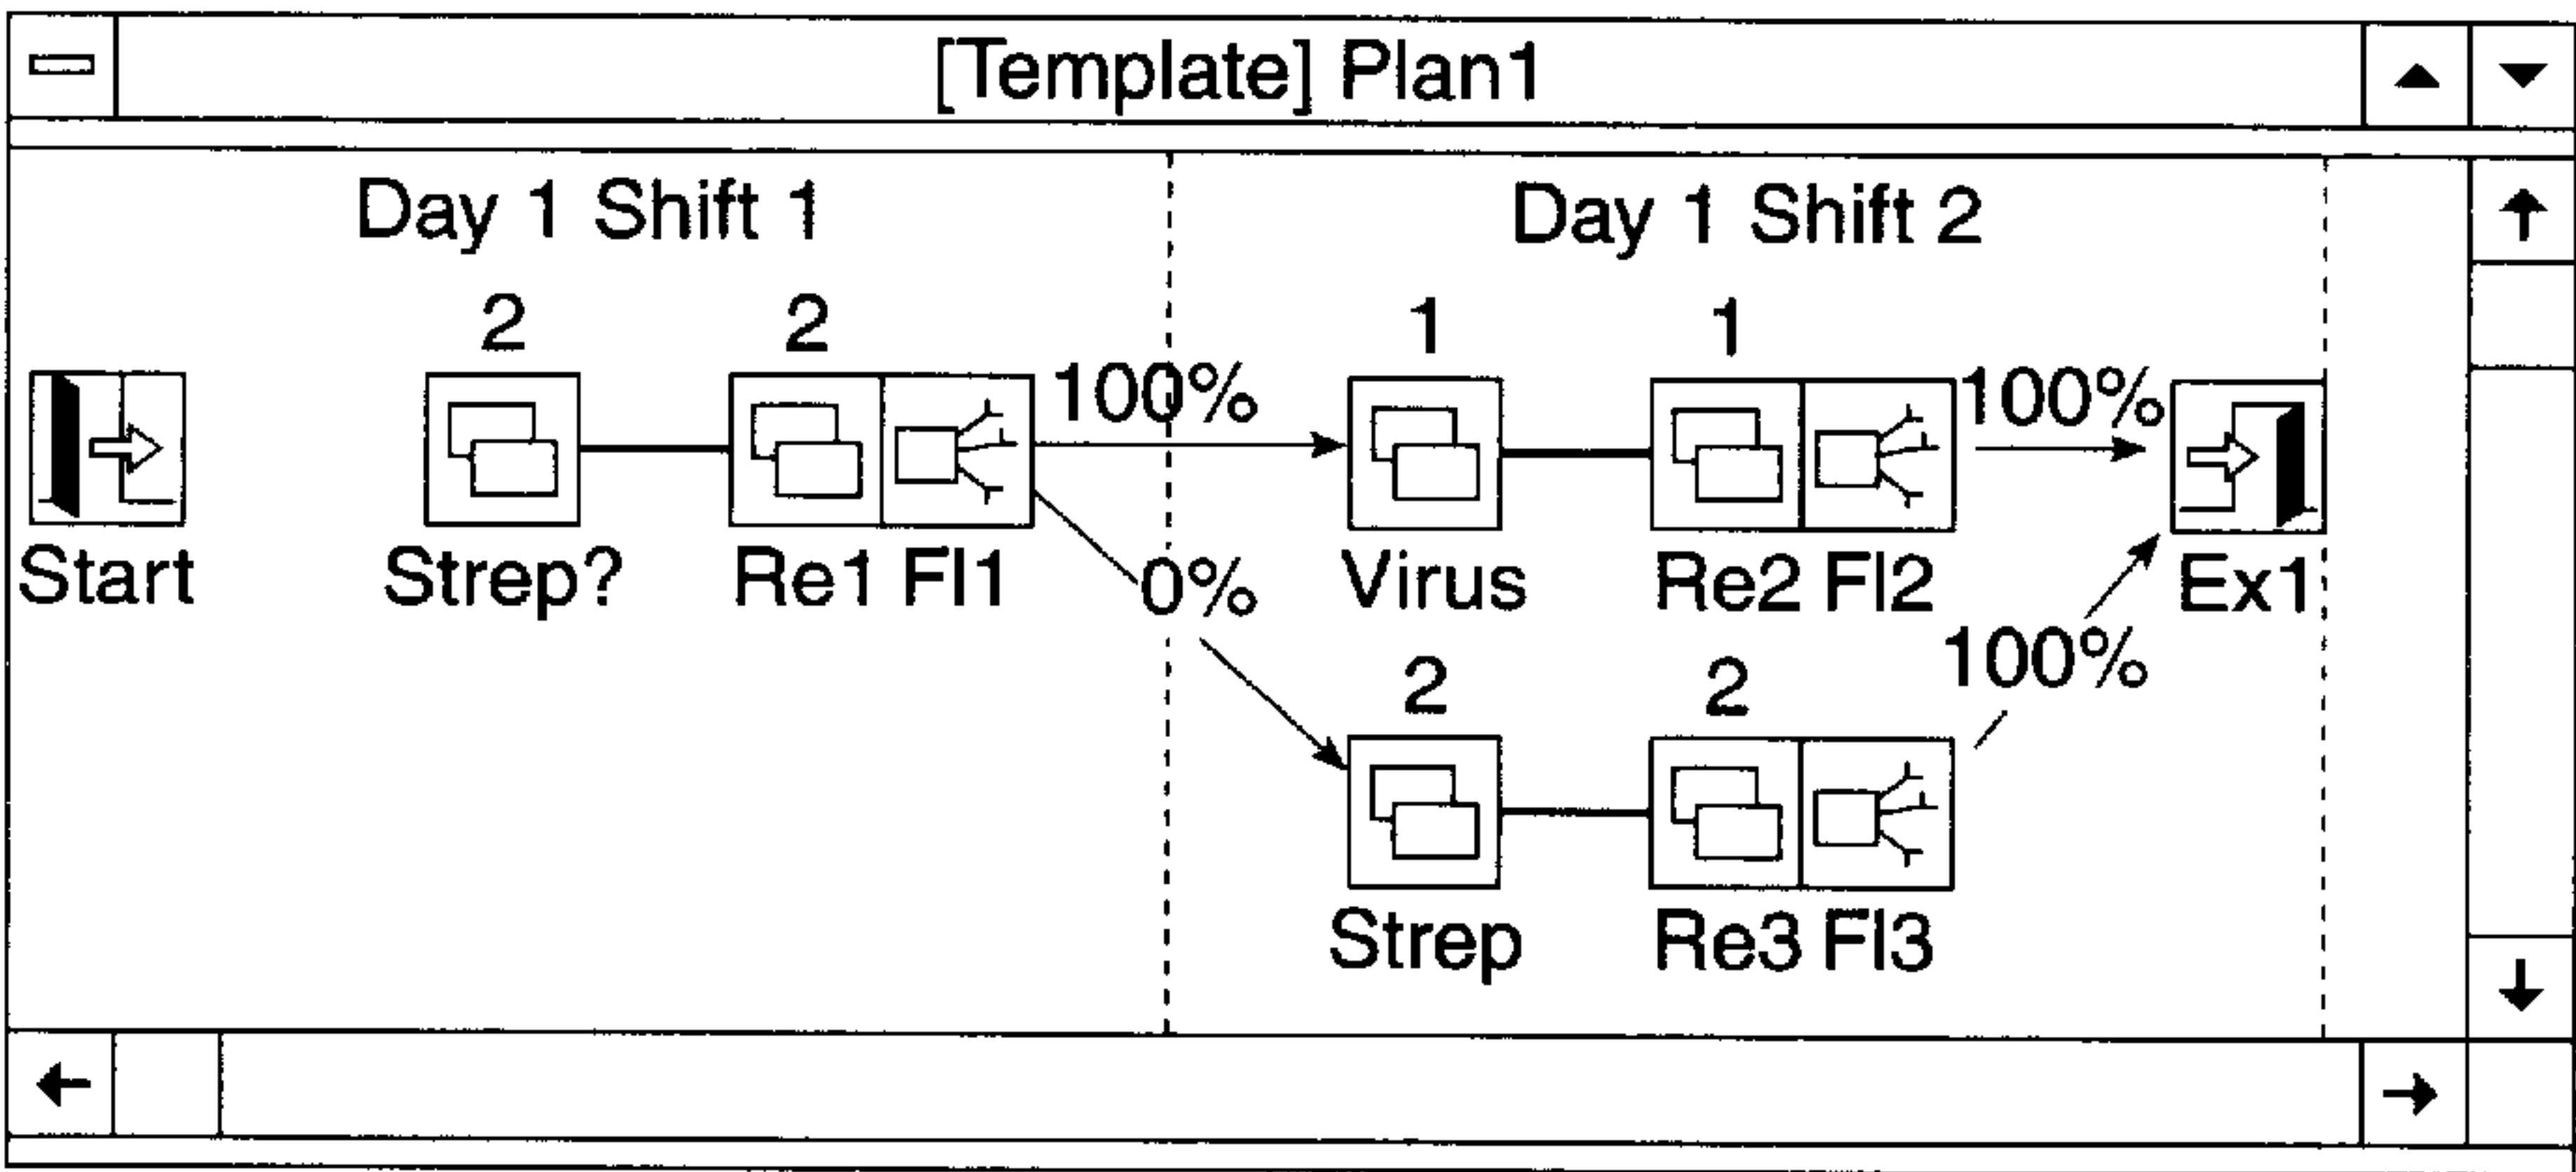 [Template] Plan1
Day 1 Shift 1
Day 1 Shift 2
2 2 1 1
100% 100%
Start Strep? Re1 Fl1 0% Virus Re2 Fl2 Ex1
100%
2 2
Strep Re3 Fl3